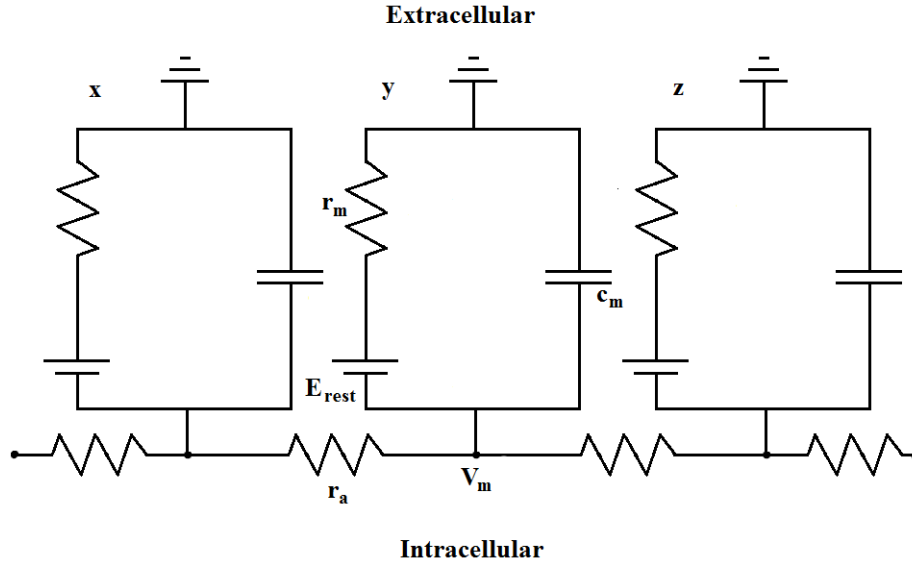 Extracellular
x
y
z
r_m
c_m
E_rest
r_a
V_m
Intracellular